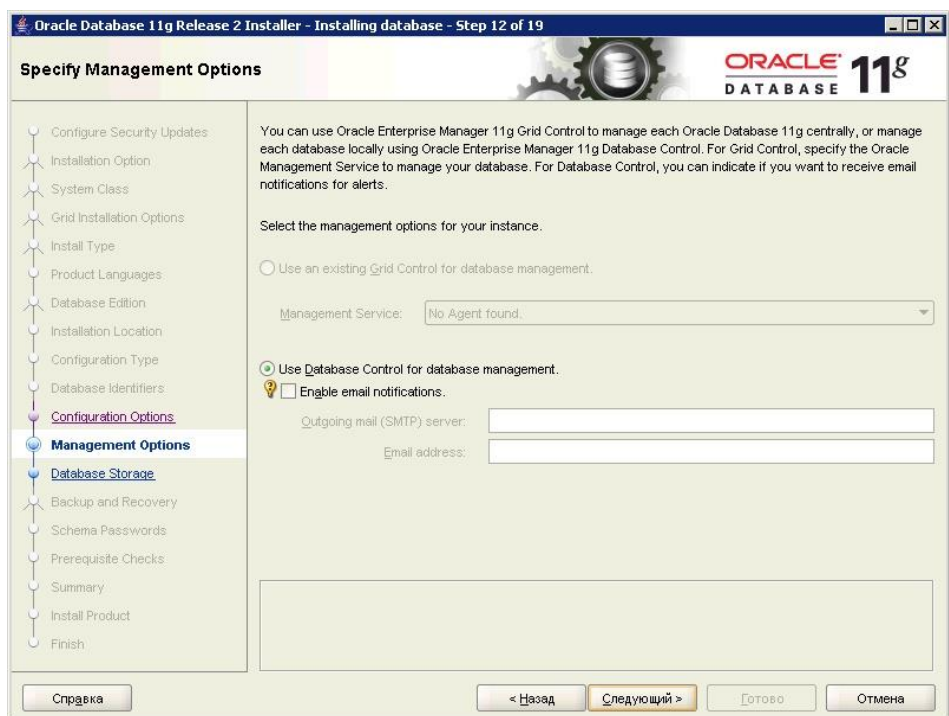 Oracle Database 11g Release 2 Installer - Installing database - Step 12 of 19
Specify Management Options
ORACLE
DATABASE
11g
Configure Security Updates
Installation Option
System Class
Grid Installation Options
Install Type
Product Languages
Database Edition
Installation Location
Configuration Type
Database Identifiers
Configuration Options
Management Options
Database Storage
Backup and Recovery
Schema Passwords
Prerequisite Checks
Summary
Install Product
Finish
You can use Oracle Enterprise Manager 11g Grid Control to manage each Oracle Database 11g centrally, or manage
each database locally using Oracle Enterprise Manager 11g Database Control. For Grid Control, specify the Oracle
Management Service to manage your database. For Database Control, you can indicate if you want to receive email
notifications for alerts.
Select the management options for your instance.
Use an existing Grid Control for database management.
Management Service: No Agent found.
Use Database Control for database management.
Enable email notifications.
Outgoing mail (SMTP) server:
Email address:
Справка
< Назад
Следующий >
Готово
Отмена